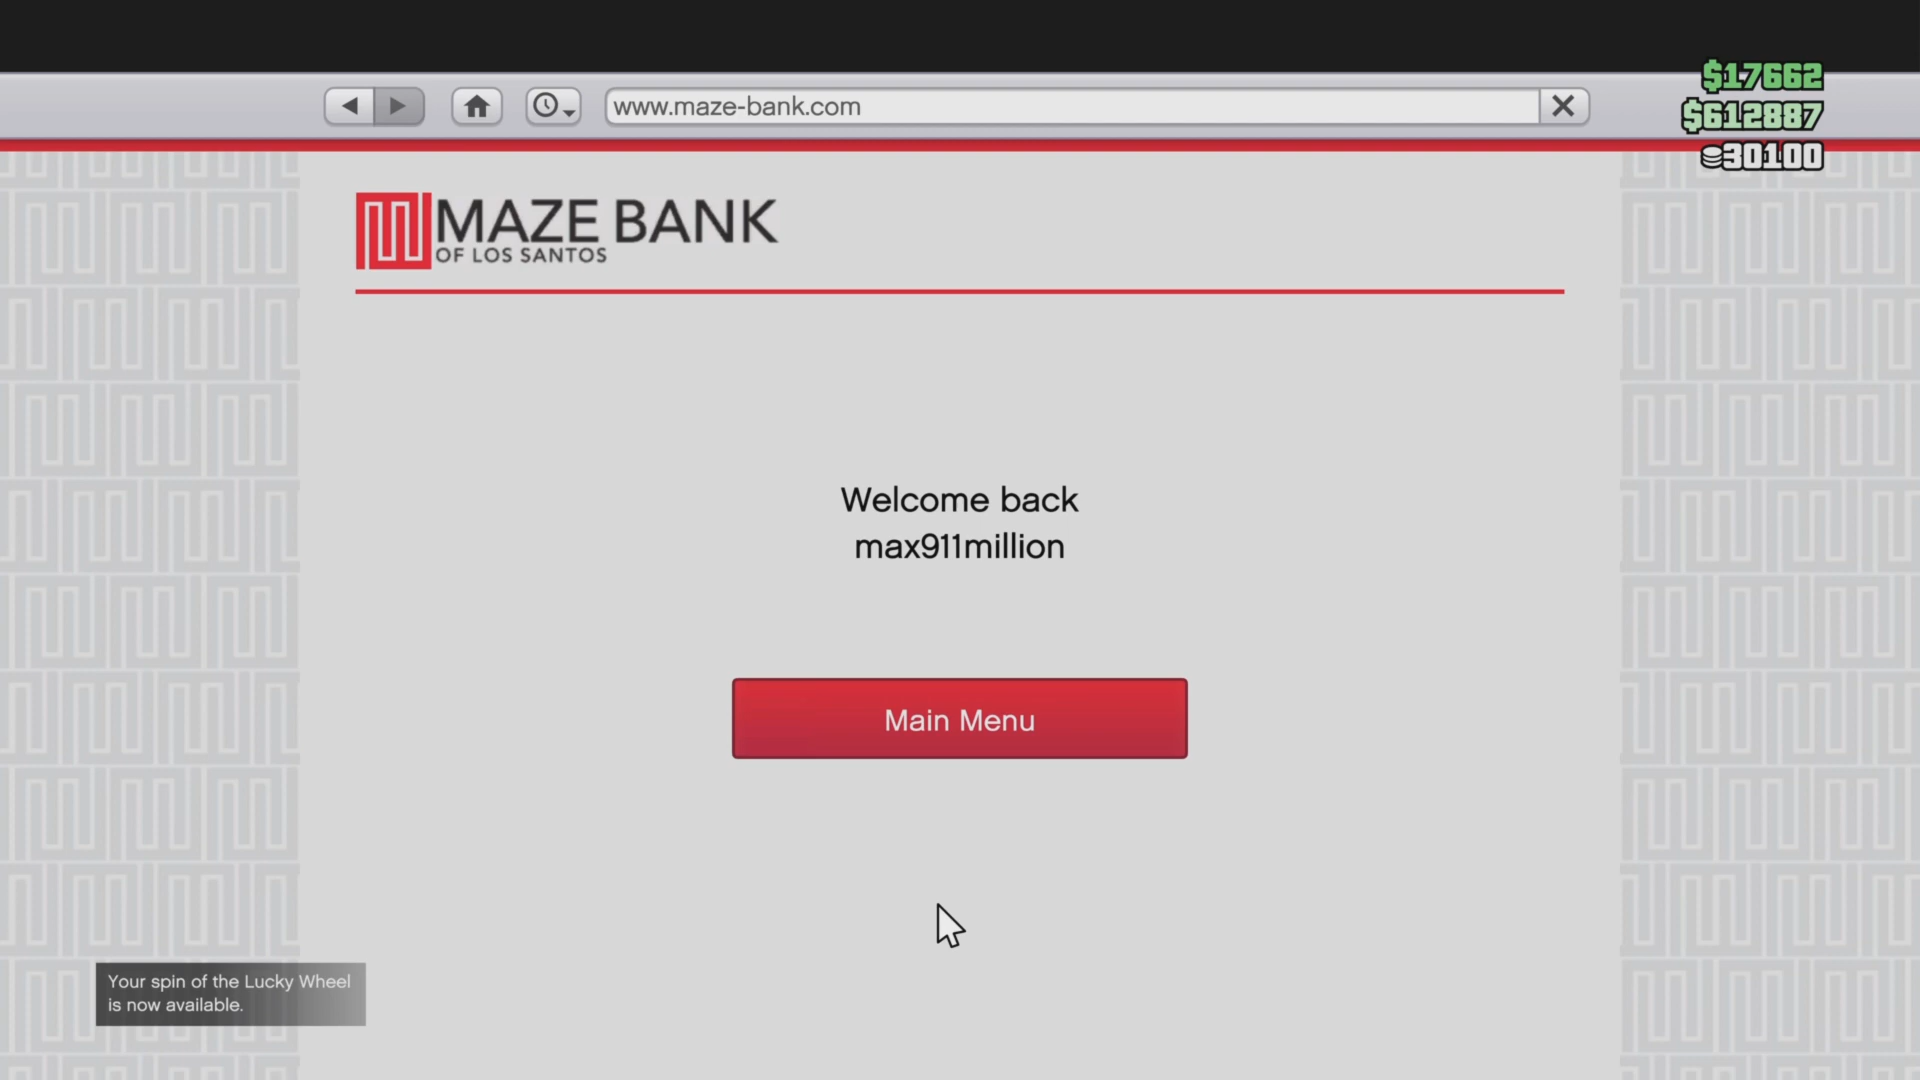 www.maze-bank.com
$17662
$612887
30100
MAZE BANK
OF LOS SANTOS
Welcome back
max911million
Main Menu
Your spin of the Lucky Wheel
is now available.